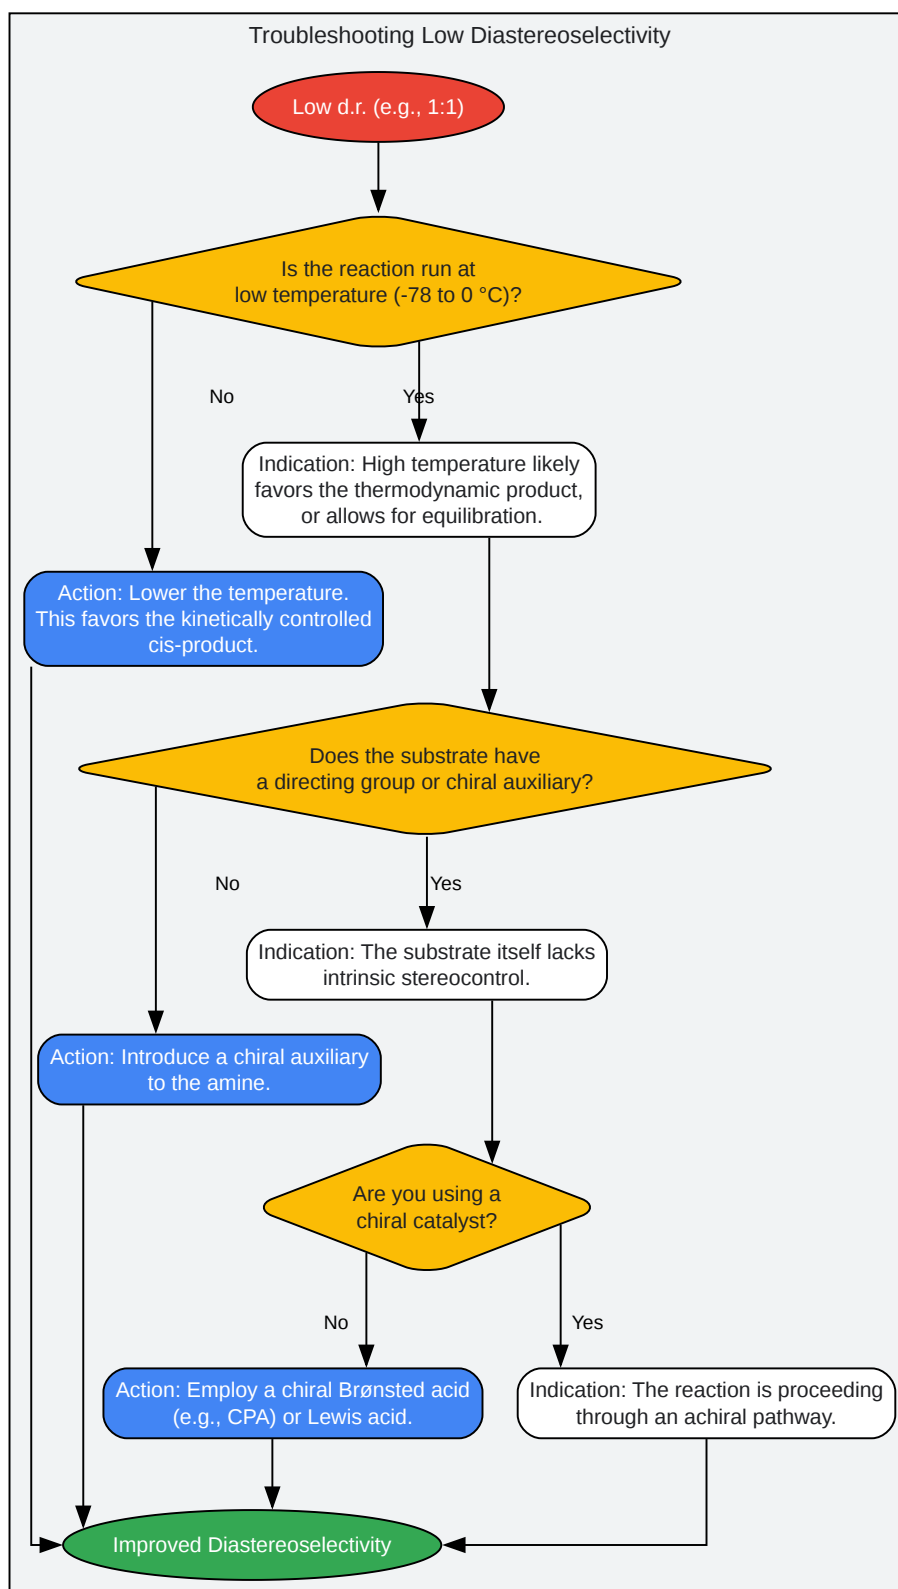 Troubleshooting Low Diastereoselectivity
Low d.r. (e.g., 1:1)
Is the reaction run at
low temperature (-78 to 0 °C)?
No
Yes
Indication: High temperature likely
favors the thermodynamic product,
or allows for equilibration.
Action: Lower the temperature.
This favors the kinetically controlled
cis-product.
Does the substrate have
a directing group or chiral auxiliary?
No
Yes
Indication: The substrate itself lacks
intrinsic stereocontrol.
Action: Introduce a chiral auxiliary
to the amine.
Are you using a
chiral catalyst?
No
Yes
Action: Employ a chiral Brønsted acid
(e.g., CPA) or Lewis acid.
Indication: The reaction is proceeding
through an achiral pathway.
Improved Diastereoselectivity